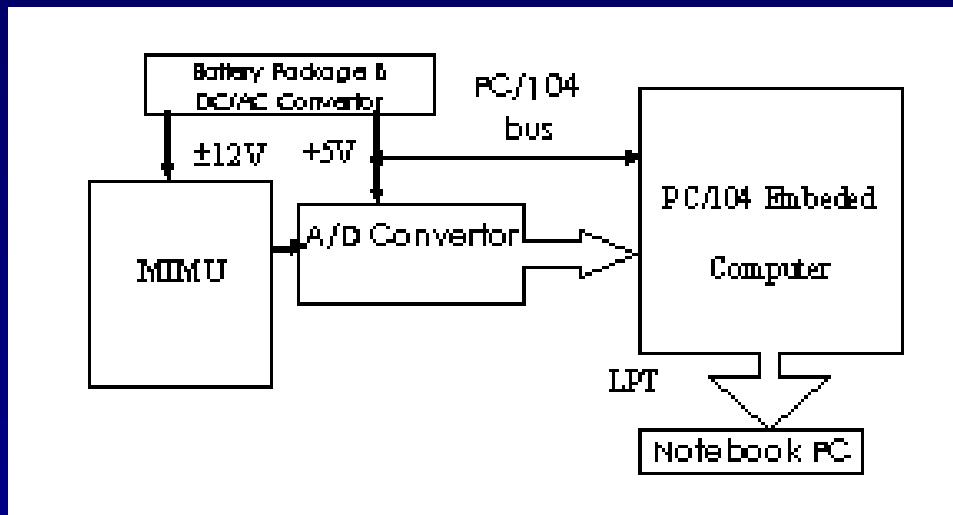 Battery Package &
DC/AC Convertor
PC/104
bus
±12V
+5V
MIMU
A/D Convertor
PC/104 Embeded
Computer
LPT
Notebook PC